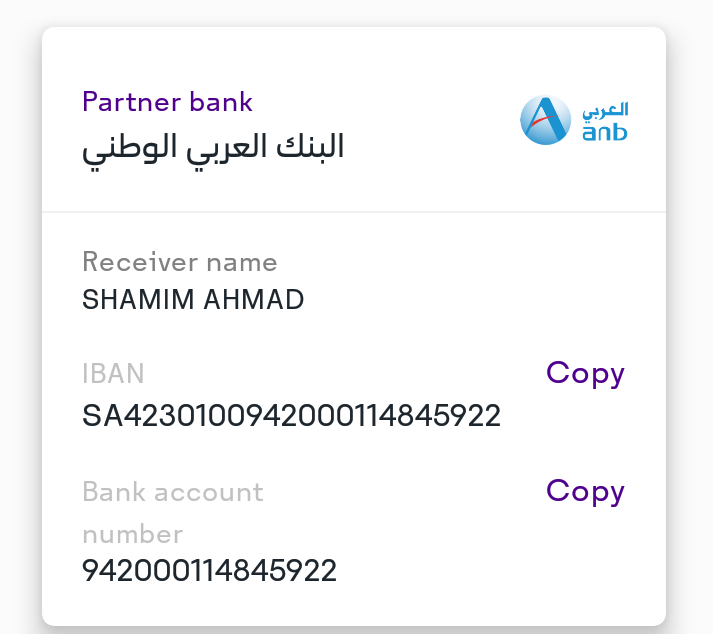 Partner bank
البنك العربي الوطني
العربي
anb
Receiver name
SHAMIM AHMAD
IBAN
Copy
SA4230100942000114845922
Bank account
number
Copy
942000114845922